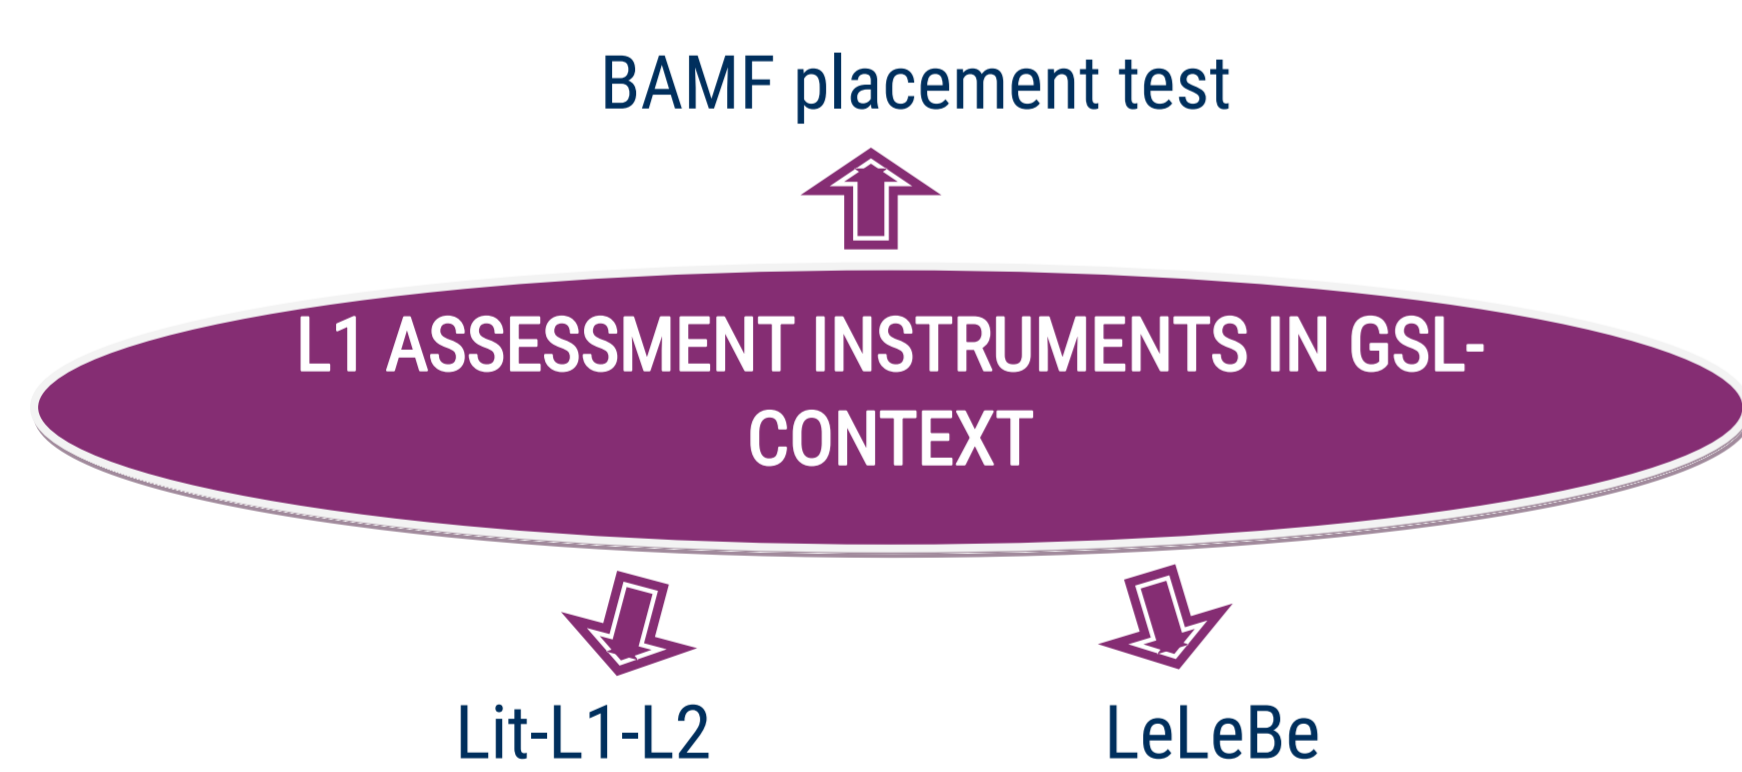 BAMF placement test
L1 ASSESSMENT INSTRUMENTS IN GSL-
CONTEXT
Lit-L1-L2
LeLeBe